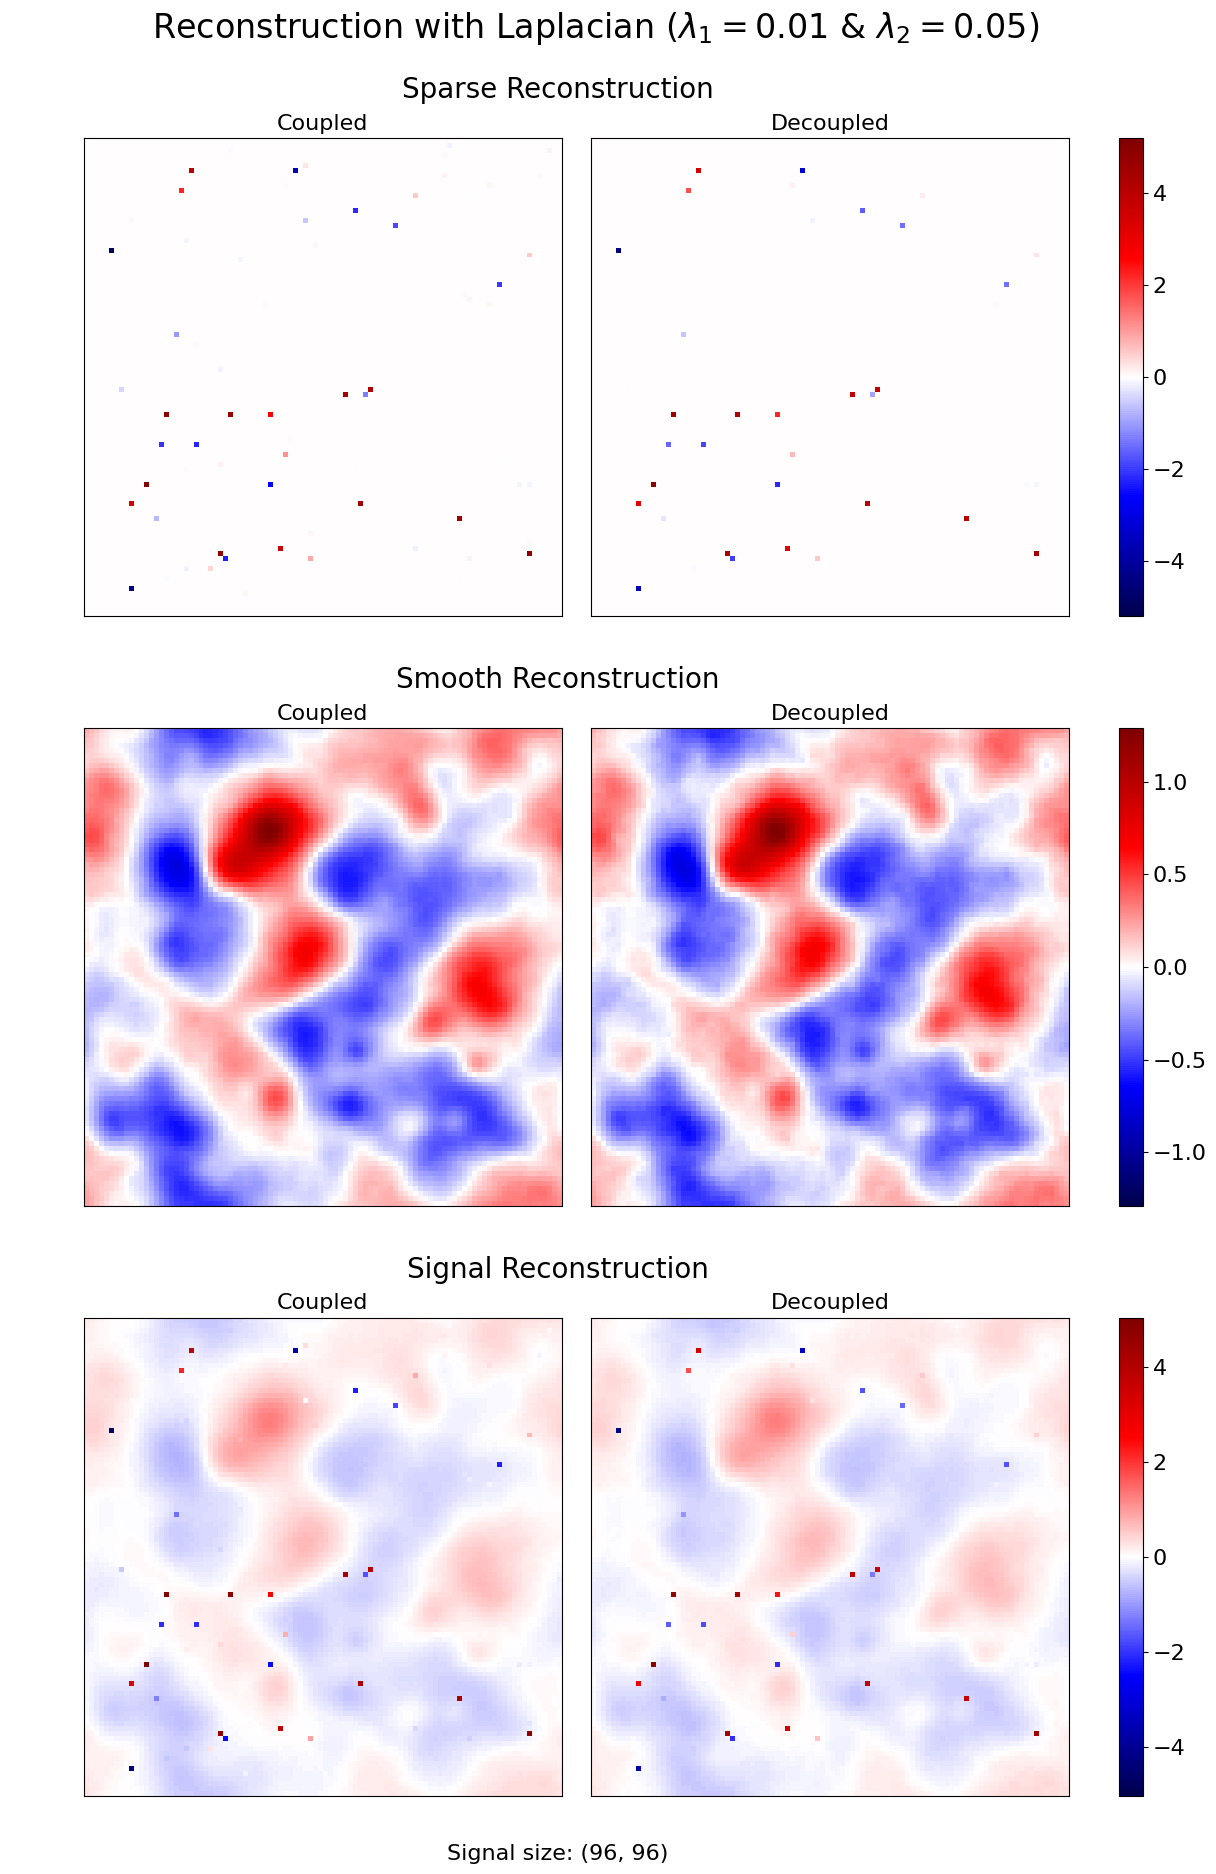 Reconstruction with Laplacian (λ₁ = 0.01 & λ₂ = 0.05)
Sparse Reconstruction
Coupled
Decoupled
4
2
0
−2
−4
Smooth Reconstruction
Coupled
Decoupled
1.0
0.5
0.0
−0.5
−1.0
Signal Reconstruction
Coupled
Decoupled
4
2
0
−2
−4
Signal size: (96, 96)